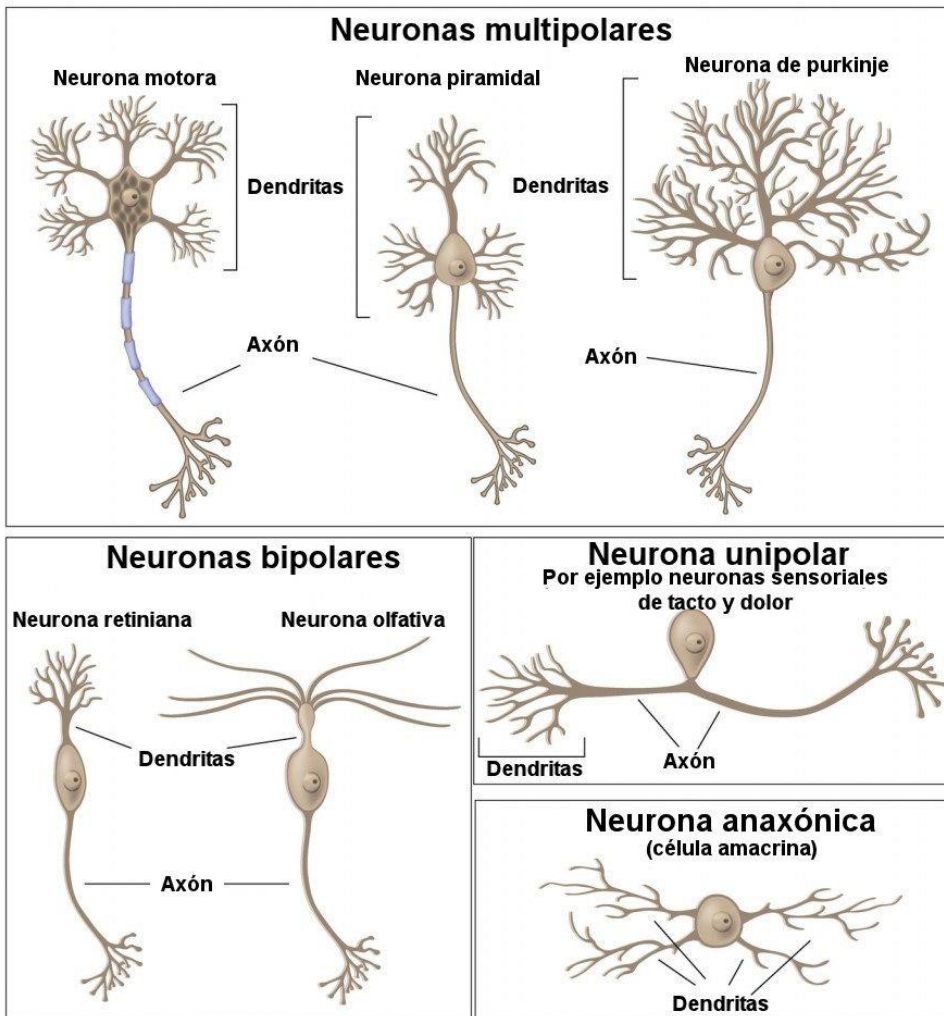 Neuronas multipolares
Neurona motora
Neurona piramidal
Neurona de purkinje
Dendritas
Dendritas
Axón
Axón
Neuronas bipolares
Neurona retiniana
Neurona olfativa
Dendritas
Axón
Neurona unipolar
Por ejemplo neuronas sensoriales
de tacto y dolor
Dendritas
Axón
Neurona anaxónica
(célula amacrina)
Dendritas